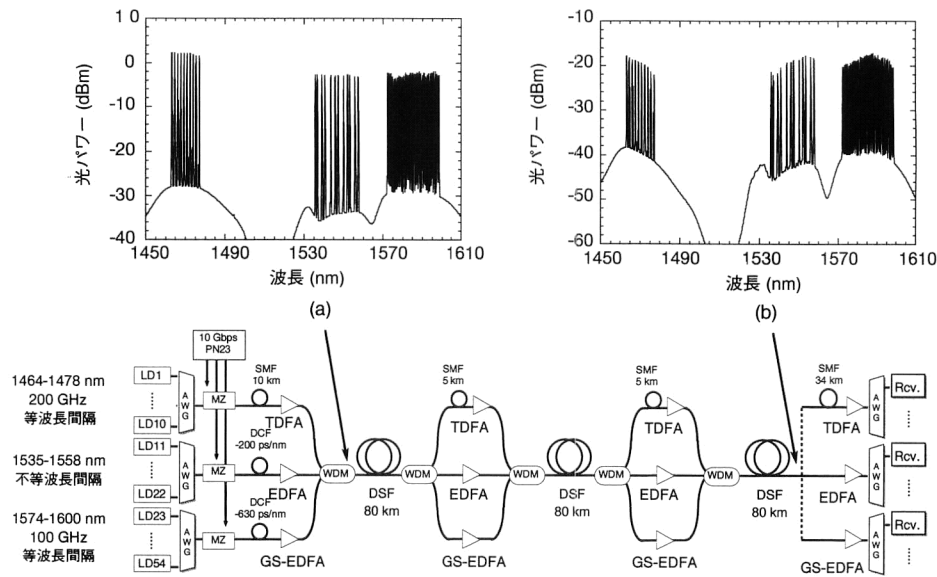 10
0
-10
-20
-30
-40
光パワー (dBm)
1450 1490 1530 1570 1610
波長 (nm)
(a)
-10
-20
-30
-40
-50
-60
光パワー (dBm)
1450 1490 1530 1570 1610
波長 (nm)
(b)
10 Gbps
PN23
1464-1478 nm
200 GHz
等波長間隔
LD1
LD10
AWG
MZ
SMF
10 km
TDFA
1535-1558 nm
不等波長間隔
LD11
LD22
AWG
MZ
DCF
-200 ps/nm
EDFA
1574-1600 nm
100 GHz
等波長間隔
LD23
LD54
AWG
MZ
DCF
-630 ps/nm
GS-EDFA
WDM
DSF
80 km
WDM
SMF
5 km
TDFA
EDFA
GS-EDFA
WDM
DSF
80 km
WDM
SMF
5 km
TDFA
EDFA
GS-EDFA
WDM
DSF
80 km
SMF
34 km
TDFA
AWG
Rcv.
EDFA
AWG
Rcv.
GS-EDFA
AWG
Rcv.